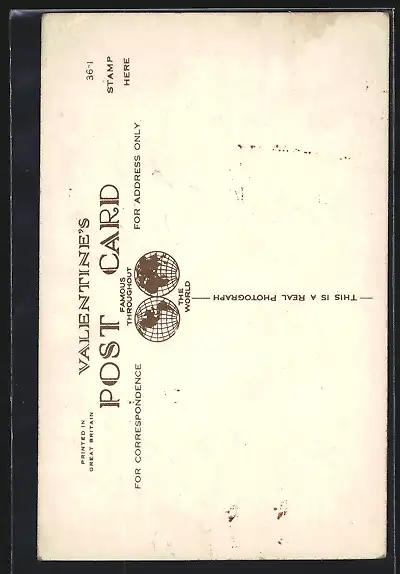 PRINTED IN
GREAT BRITAIN
VALENTINE'S
POST CARD
36-1
STAMP
HERE
FAMOUS
THROUGHOUT
THE
WORLD
FOR CORRESPONDENCE
FOR ADDRESS ONLY
THIS IS A REAL PHOTOGRAPH